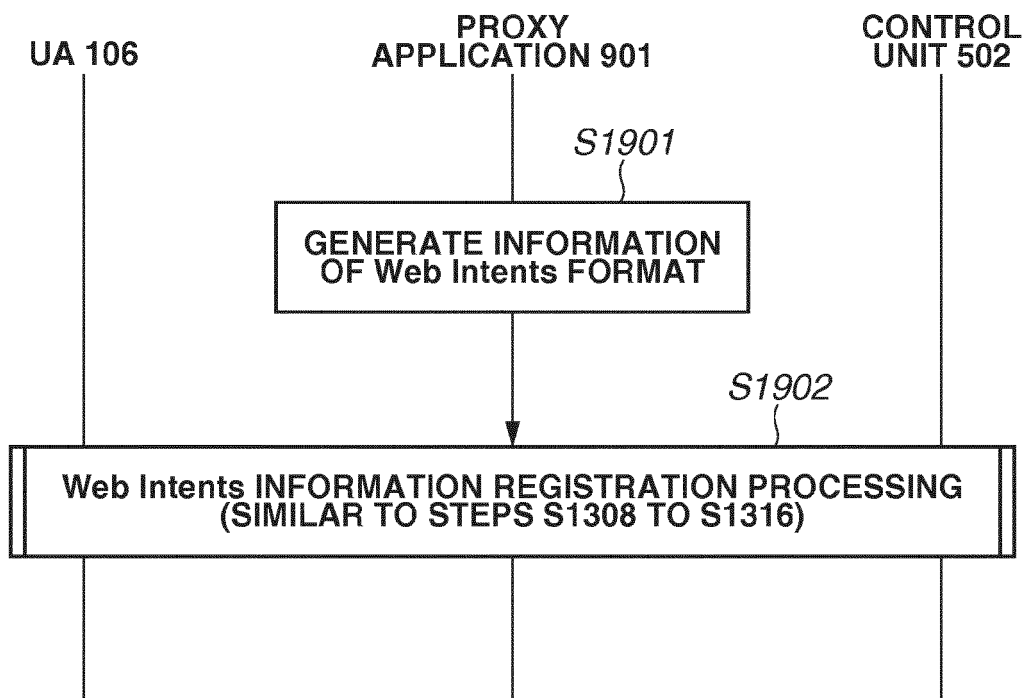 UA 106
PROXY
APPLICATION 901
CONTROL
UNIT 502
S1901
GENERATE INFORMATION
OF Web Intents FORMAT
S1902
Web Intents INFORMATION REGISTRATION PROCESSING
(SIMILAR TO STEPS S1308 TO S1316)